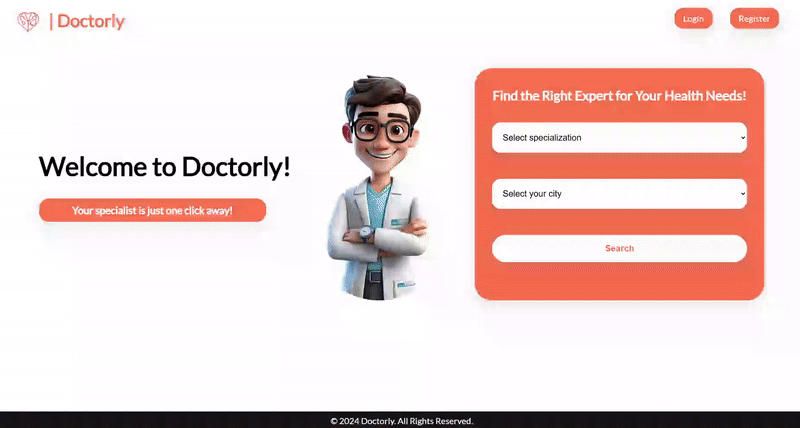 | Doctorly
Login
Register
Find the Right Expert for Your Health Needs!
Select specialization
Welcome to Doctorly!
Select your city
Your specialist is just one click away!
Search
© 2024 Doctorly. All Rights Reserved.